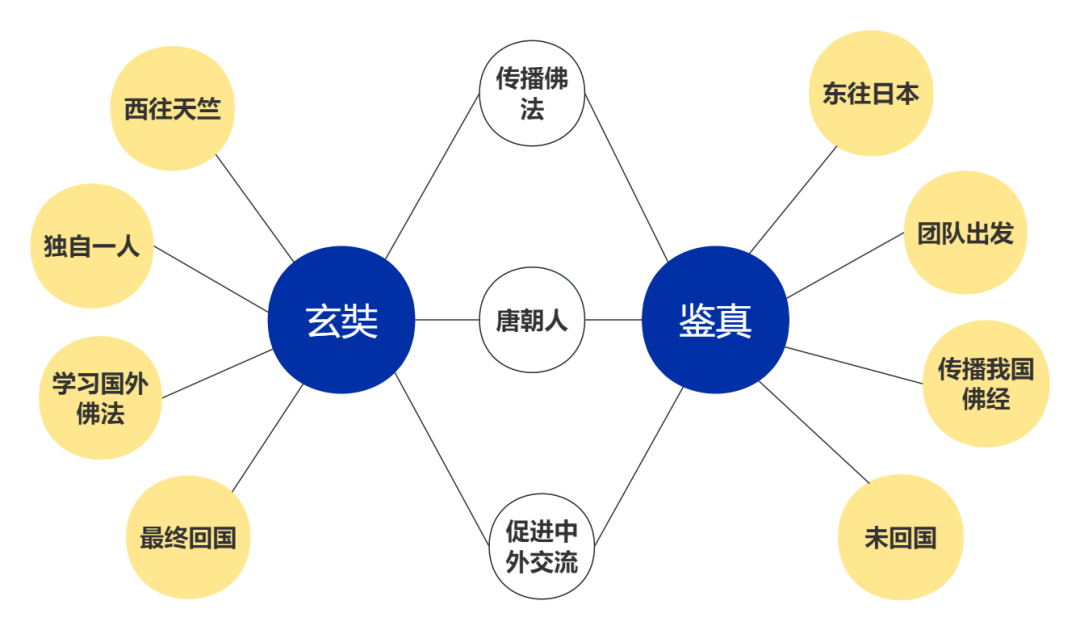 西往天竺
独自一人
学习国外
佛法
最终回国
玄奘
传播佛
法
唐朝人
促进中
外交流
鉴真
东往日本
团队出发
传播我国
佛经
未回国